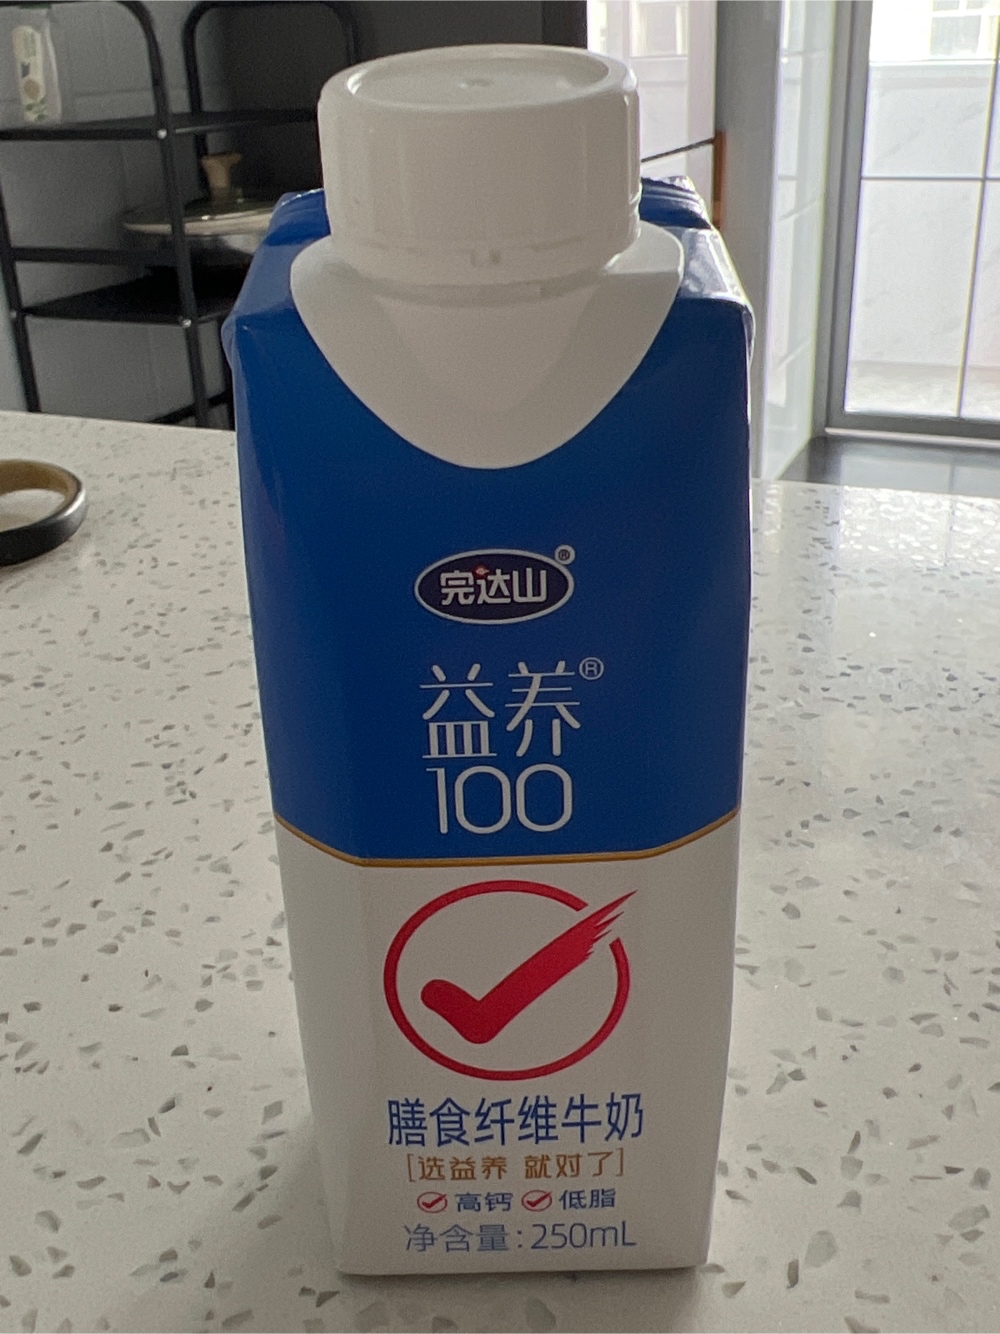 完达山®
益养®
100
膳食纤维牛奶
[选益养 就对了]
高钙 低脂
净含量:250mL